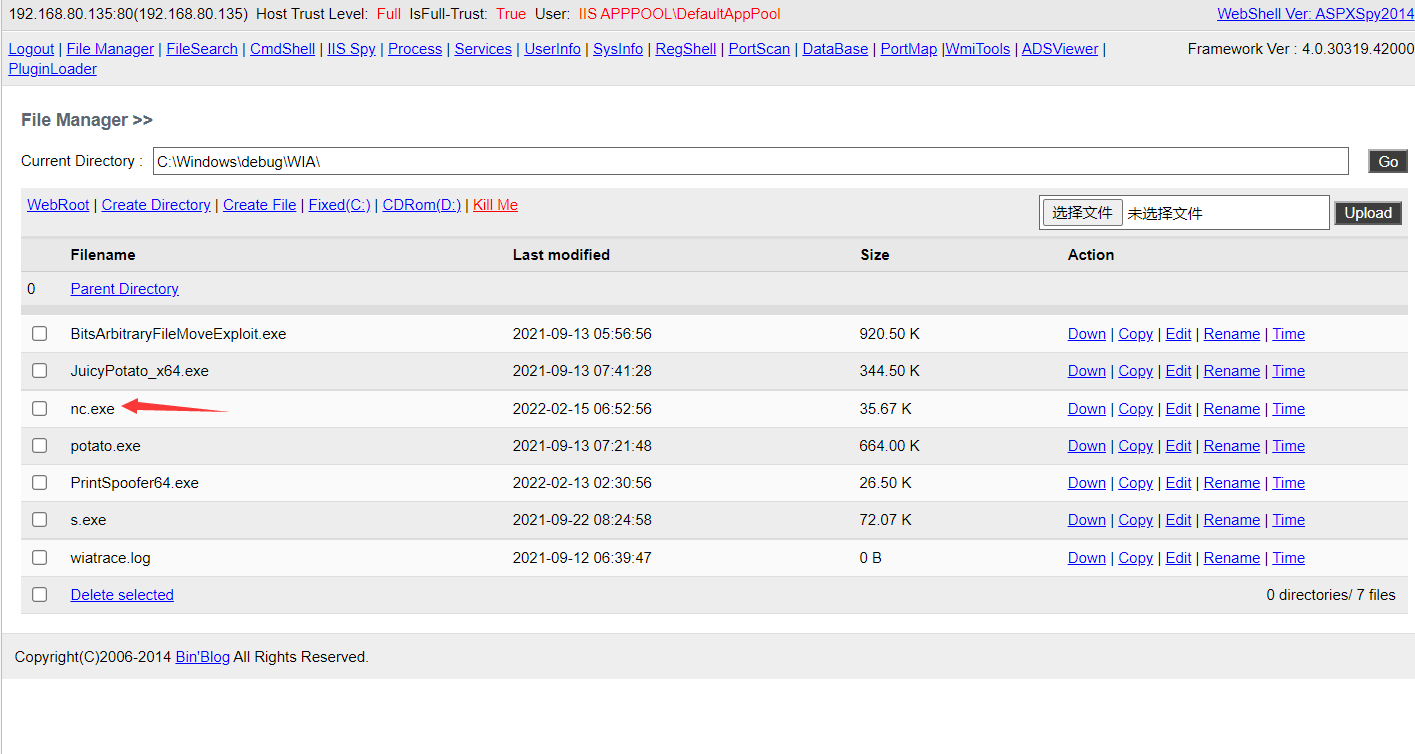 192.168.80.135:80(192.168.80.135) Host Trust Level: Full IsFull-Trust: True User: IIS APPPOOL\DefaultAppPool WebShell Ver: ASPXSpy2014
Logout | File Manager | FileSearch | CmdShell | IIS Spy | Process | Services | UserInfo | SysInfo | RegShell | PortScan | DataBase | PortMap |WmiTools | ADSViewer | Framework Ver : 4.0.30319.42000
PluginLoader
File Manager >>
Current Directory : C:\Windows\debug\WIA\ Go
WebRoot | Create Directory | Create File | Fixed(C:) | CDRom(D:) | Kill Me 选择文件 未选择文件 Upload
Filename Last modified Size Action
0 Parent Directory
BitsArbitraryFileMoveExploit.exe 2021-09-13 05:56:56 920.50 K Down | Copy | Edit | Rename | Time
JuicyPotato_x64.exe 2021-09-13 07:41:28 344.50 K Down | Copy | Edit | Rename | Time
nc.exe 2022-02-15 06:52:56 35.67 K Down | Copy | Edit | Rename | Time
potato.exe 2021-09-13 07:21:48 664.00 K Down | Copy | Edit | Rename | Time
PrintSpoofer64.exe 2022-02-13 02:30:56 26.50 K Down | Copy | Edit | Rename | Time
s.exe 2021-09-22 08:24:58 72.07 K Down | Copy | Edit | Rename | Time
wiatrace.log 2021-09-12 06:39:47 0 B Down | Copy | Edit | Rename | Time
Delete selected 0 directories/ 7 files
Copyright(C)2006-2014 Bin'Blog All Rights Reserved.